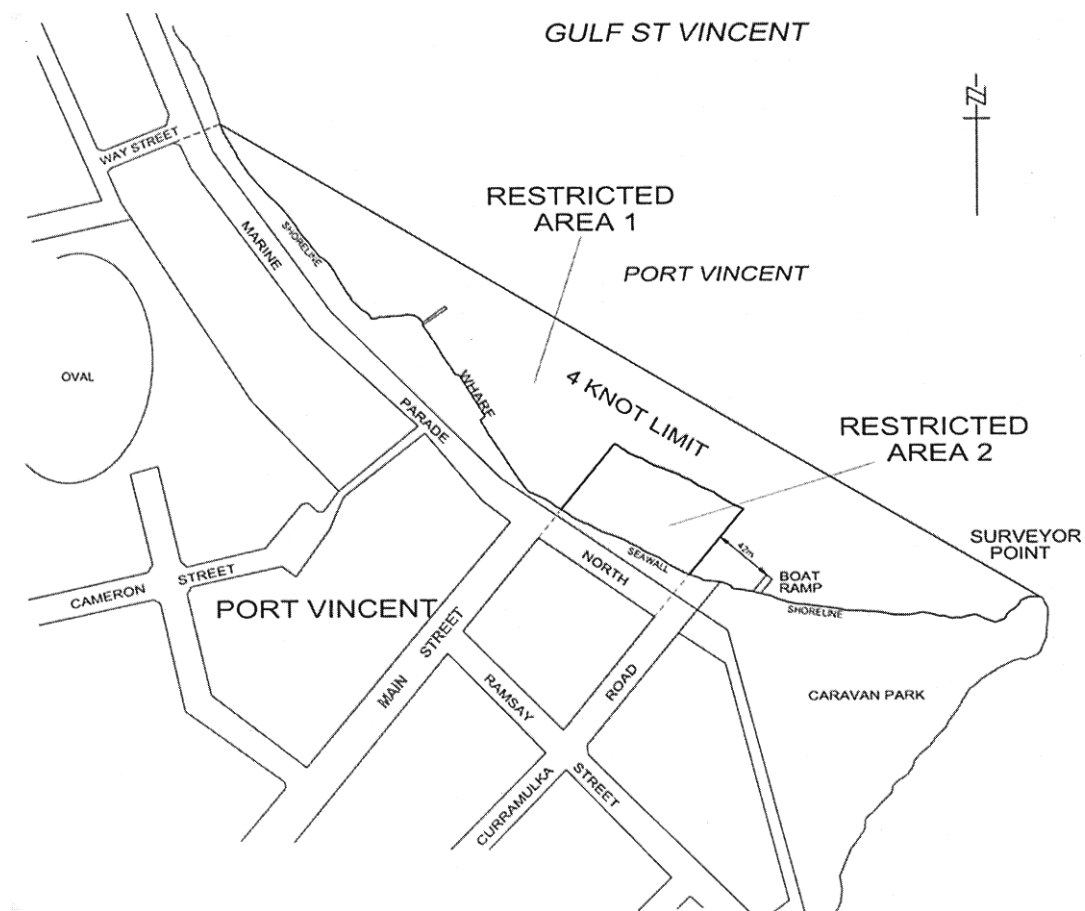 GULF ST VINCENT
N
WAY STREET
RESTRICTED
AREA 1
MARINE
SHORELINE
PORT VINCENT
OVAL
WHARF
4 KNOT LIMIT
PARADE
RESTRICTED
AREA 2
SURVEYOR
POINT
SEAWALL
42m
NORTH
BOAT
RAMP
SHORELINE
CAMERON STREET
PORT VINCENT
MAIN STREET
RAMSAY STREET
CURRAMULKA ROAD
CARAVAN PARK